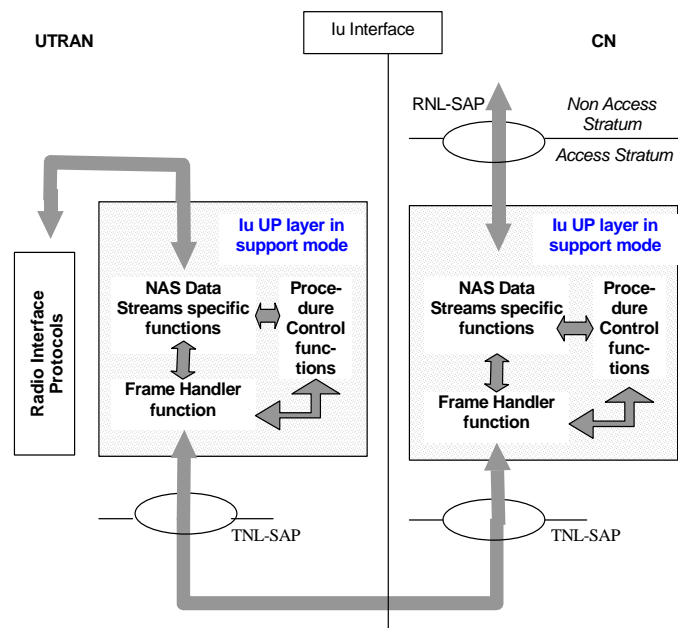 Iu Interface
UTRAN
CN
RNL-SAP
Non Access
Stratum
Access Stratum
Iu UP layer in
support mode
NAS Data
Streams specific
functions
Proce-
dure
Control
func-
tions
Frame Handler
function
Radio Interface
Protocols
Iu UP layer in
support mode
NAS Data
Streams specific
functions
Proce-
dure
Control
func-
tions
Frame Handler
function
TNL-SAP
TNL-SAP